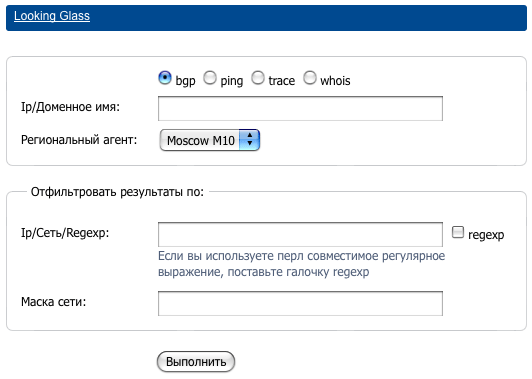 Looking Glass
bgp ping trace whois
Ip/Доменное имя:
Региональный агент: Moscow M10
Отфильтровать результаты по:
Ip/Сеть/Regexp: regexp
Если вы используете перл совместимое регулярное
выражение, поставьте галочку regexp
Маска сети:
Выполнить